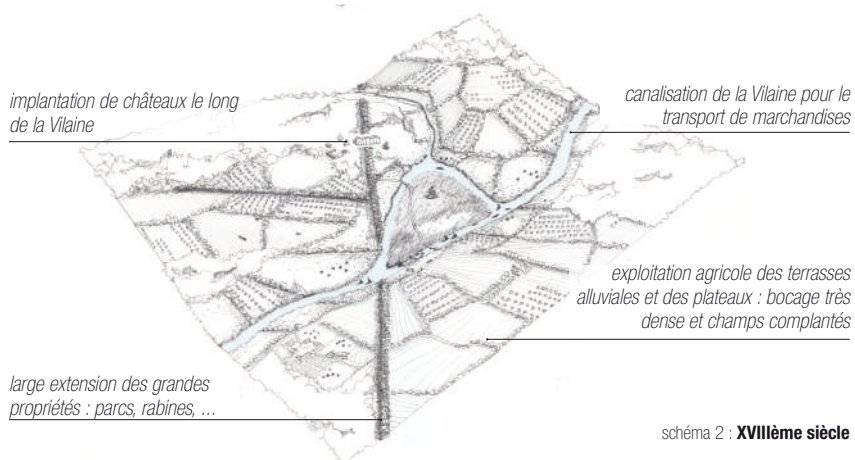 implantation de châteaux le long
de la Vilaine
canalisation de la Vilaine pour le
transport de marchandises
exploitation agricole des terrasses
alluviales et des plateaux : bocage très
dense et champs complantés
large extension des grandes
propriétés : parcs, rabines, ...
schéma 2 : XVIIIème siècle